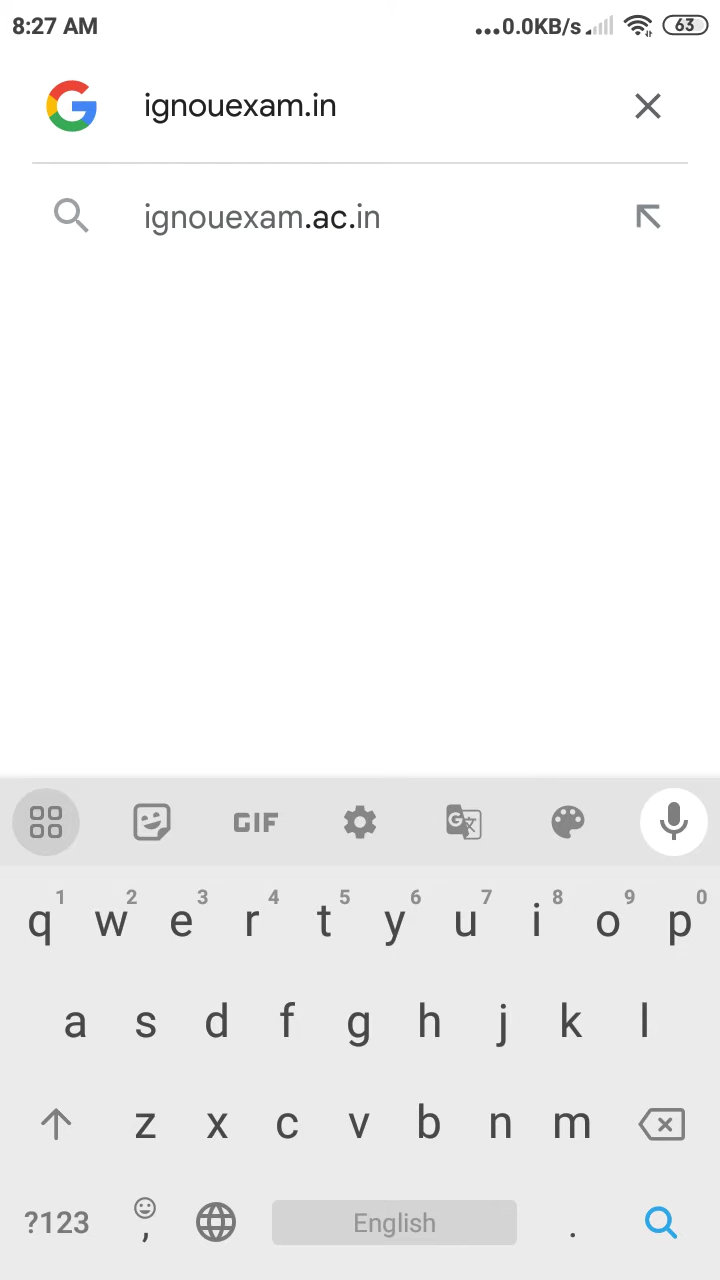 8:27 AM ...0.0KB/s 63
ignouexam.in
ignouexam.ac.in
GIF
1 2 3 4 5 6 7 8 9 0
q w e r t y u i o p
a s d f g h j k l
z x c v b n m
?123 , English .